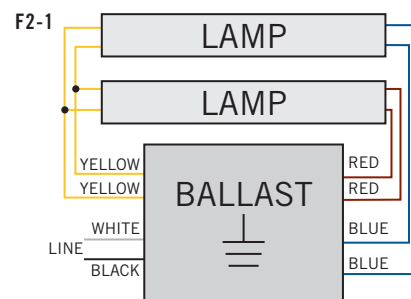 F2-1
LAMP
LAMP
YELLOW
RED
YELLOW
BALLAST
RED
WHITE
BLUE
LINE
BLACK
BLUE